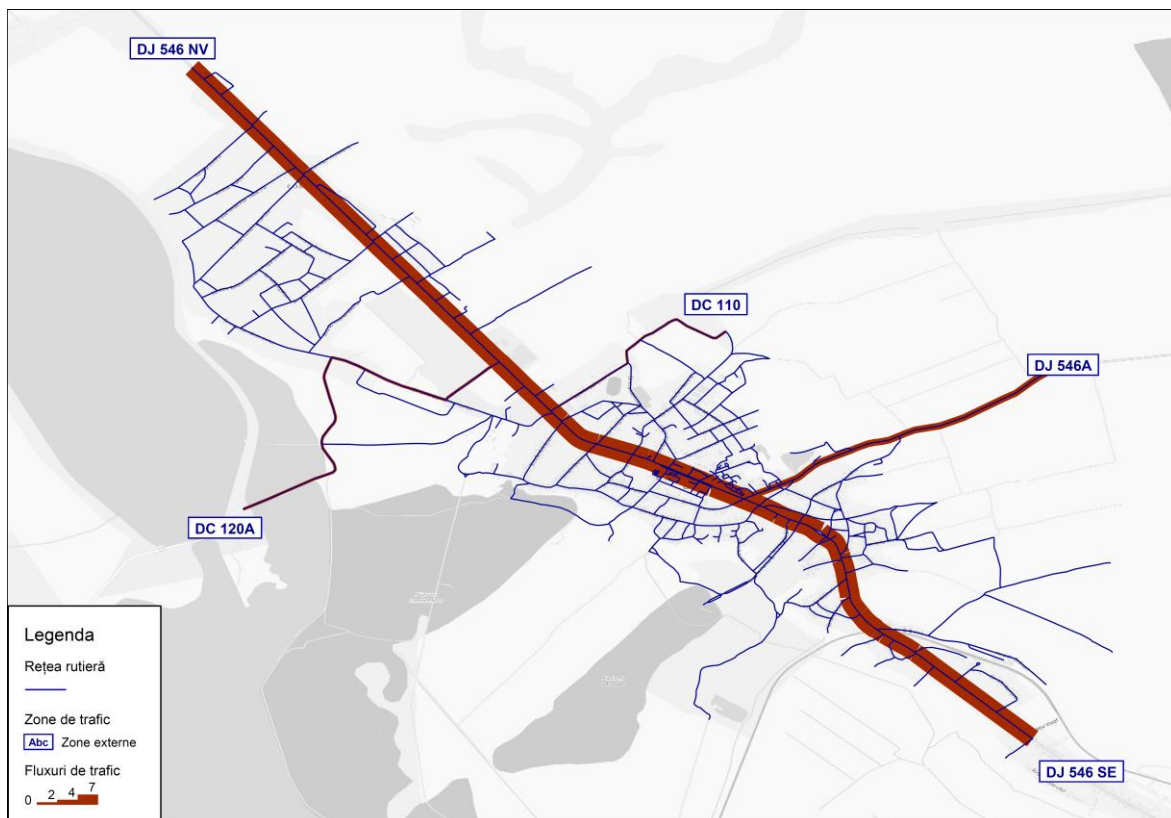 DJ 546 NV
DC 110
DJ 546A
DC 120A
DJ 546 SE
Legenda
Rețea rutieră
Zone de trafic
Abc Zone externe
Fluxuri de trafic
0 2 4 7